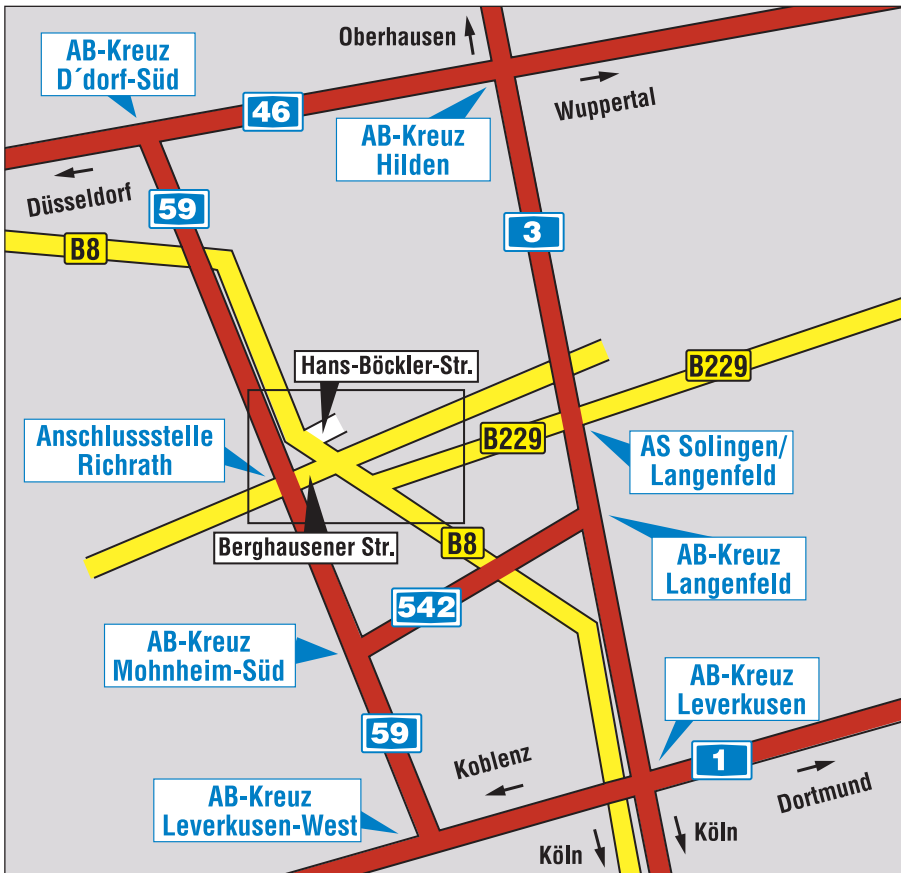 Oberhausen
AB-Kreuz
D´dorf-Süd
46
Wuppertal
AB-Kreuz
Hilden
Düsseldorf
59
3
B8
Hans-Böckler-Str.
B229
Anschlussstelle
Richrath
B229
AS Solingen/
Langenfeld
Berghausener Str.
B8
AB-Kreuz
Langenfeld
542
AB-Kreuz
Mohnheim-Süd
AB-Kreuz
Leverkusen
59
Koblenz
1
Dortmund
AB-Kreuz
Leverkusen-West
Köln
Köln